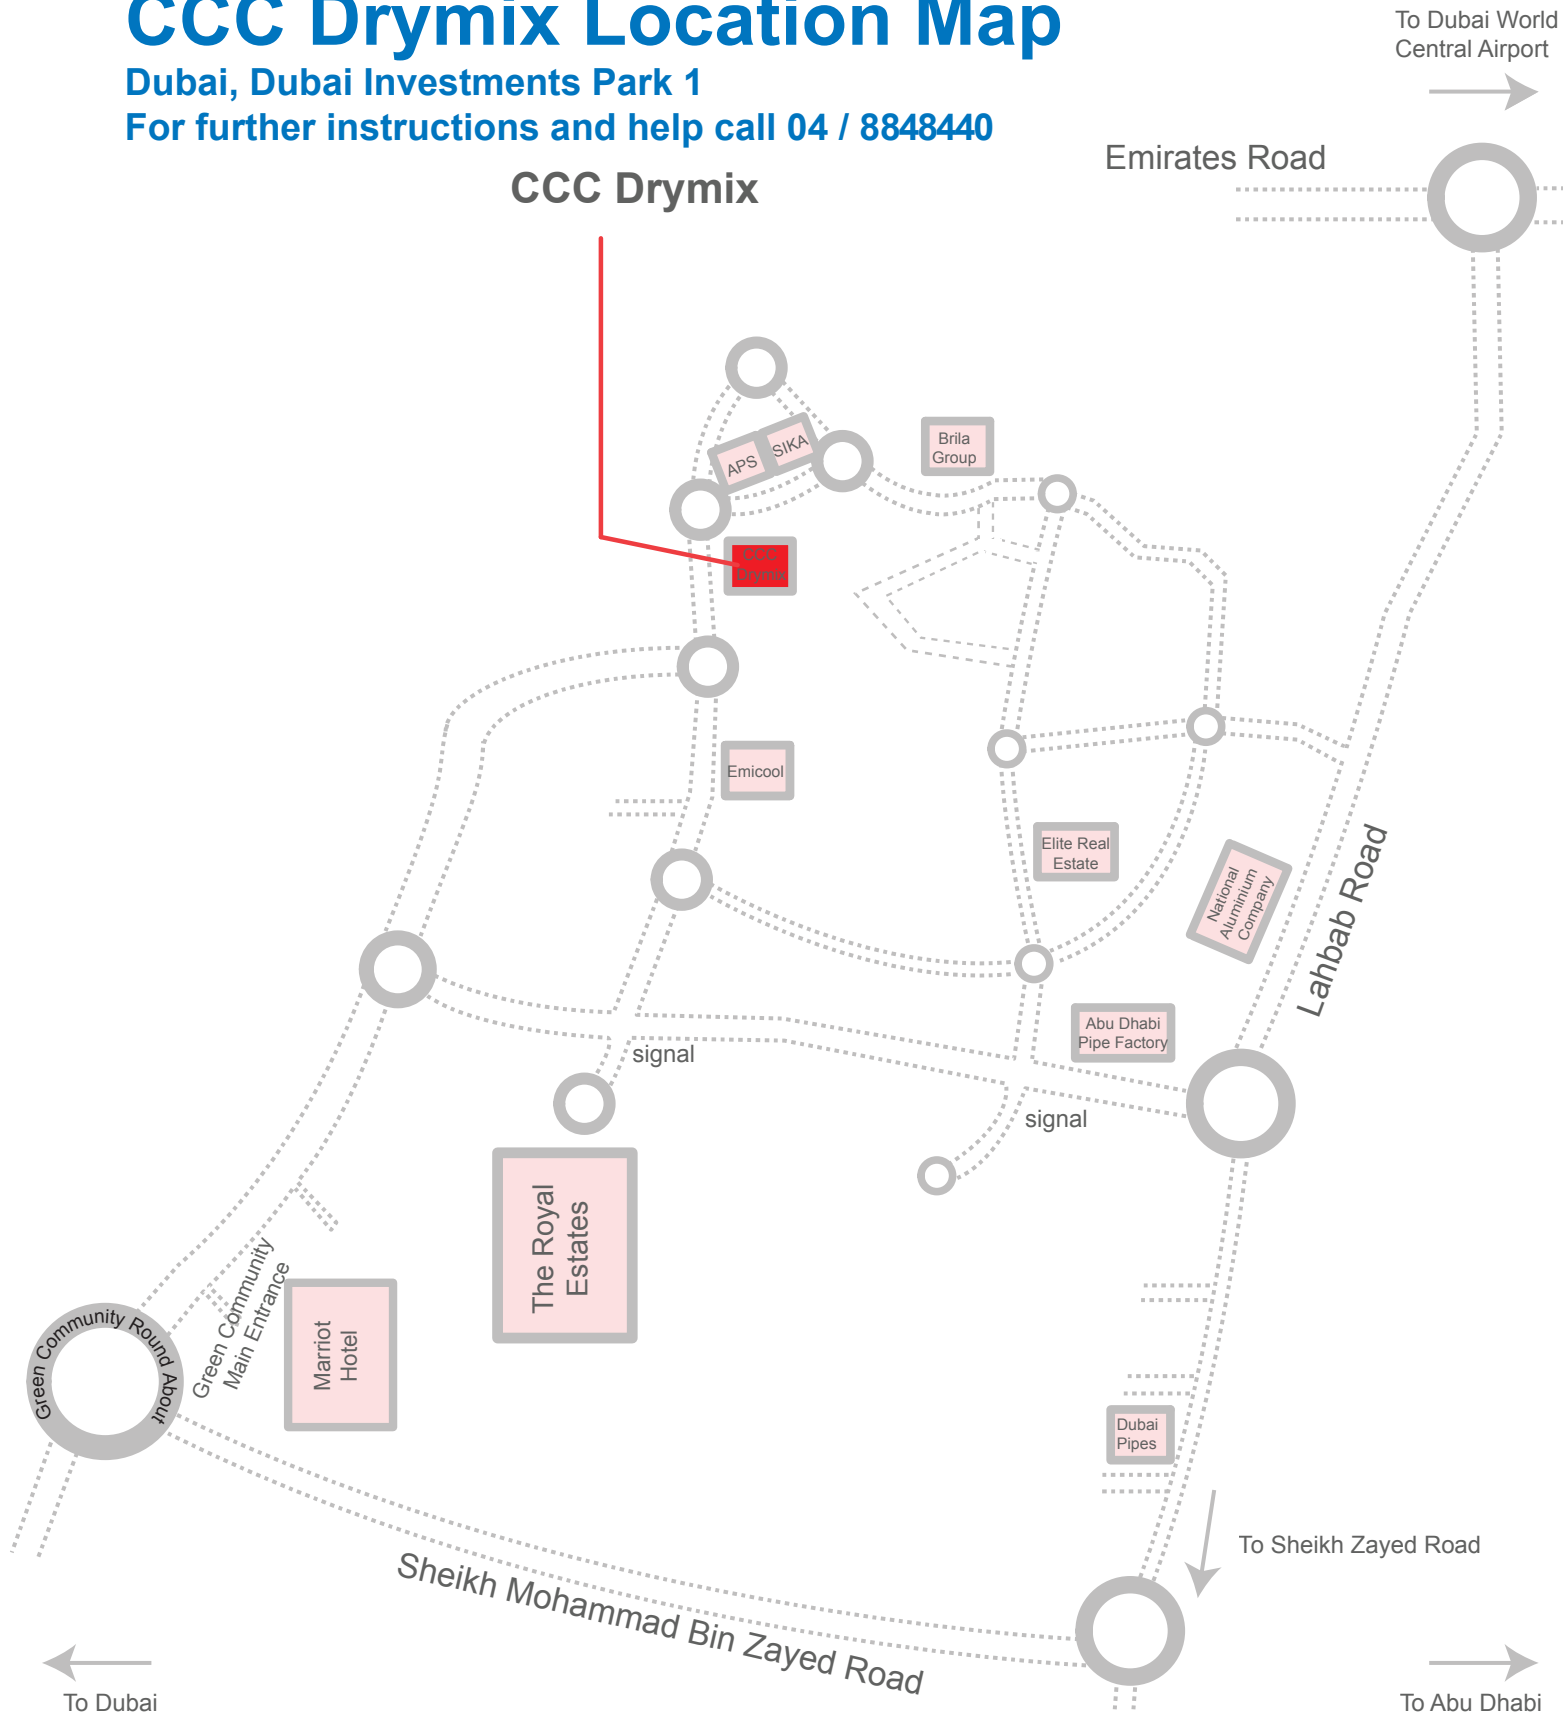 CCC Drymix Location Map
Dubai, Dubai Investments Park 1
For further instructions and help call 04 / 8848440
To Dubai World
Central Airport
Emirates Road
CCC Drymix
APS
SIKA
Brila
Group
CCC
Drymix
Emicool
Elite Real
Estate
National
Aluminium
Company
Lahbab Road
Abu Dhabi
Pipe Factory
signal
signal
The Royal
Estates
Green Community
Main Entrance
Marriot
Hotel
Green Community Round About
Dubai
Pipes
To Sheikh Zayed Road
Sheikh Mohammad Bin Zayed Road
To Dubai
To Abu Dhabi